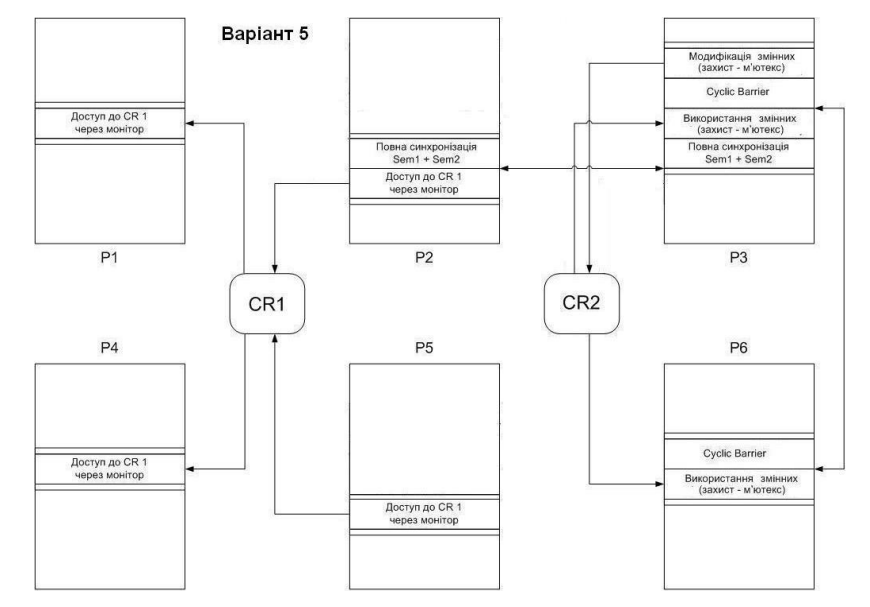 Варіант 5
Доступ до CR 1
через монітор
P1
Повна синхронізація
Sem1 + Sem2
Доступ до CR 1
через монітор
P2
Модифікація змінних
(захист - м'ютекс)
Cyclic Barrier
Використання змінних
(захист - м'ютекс)
Повна синхронізація
Sem1 + Sem2
P3
CR1
CR2
P4
Доступ до CR 1
через монітор
P5
Доступ до CR 1
через монітор
P6
Cyclic Barrier
Використання змінних
(захист - м'ютекс)